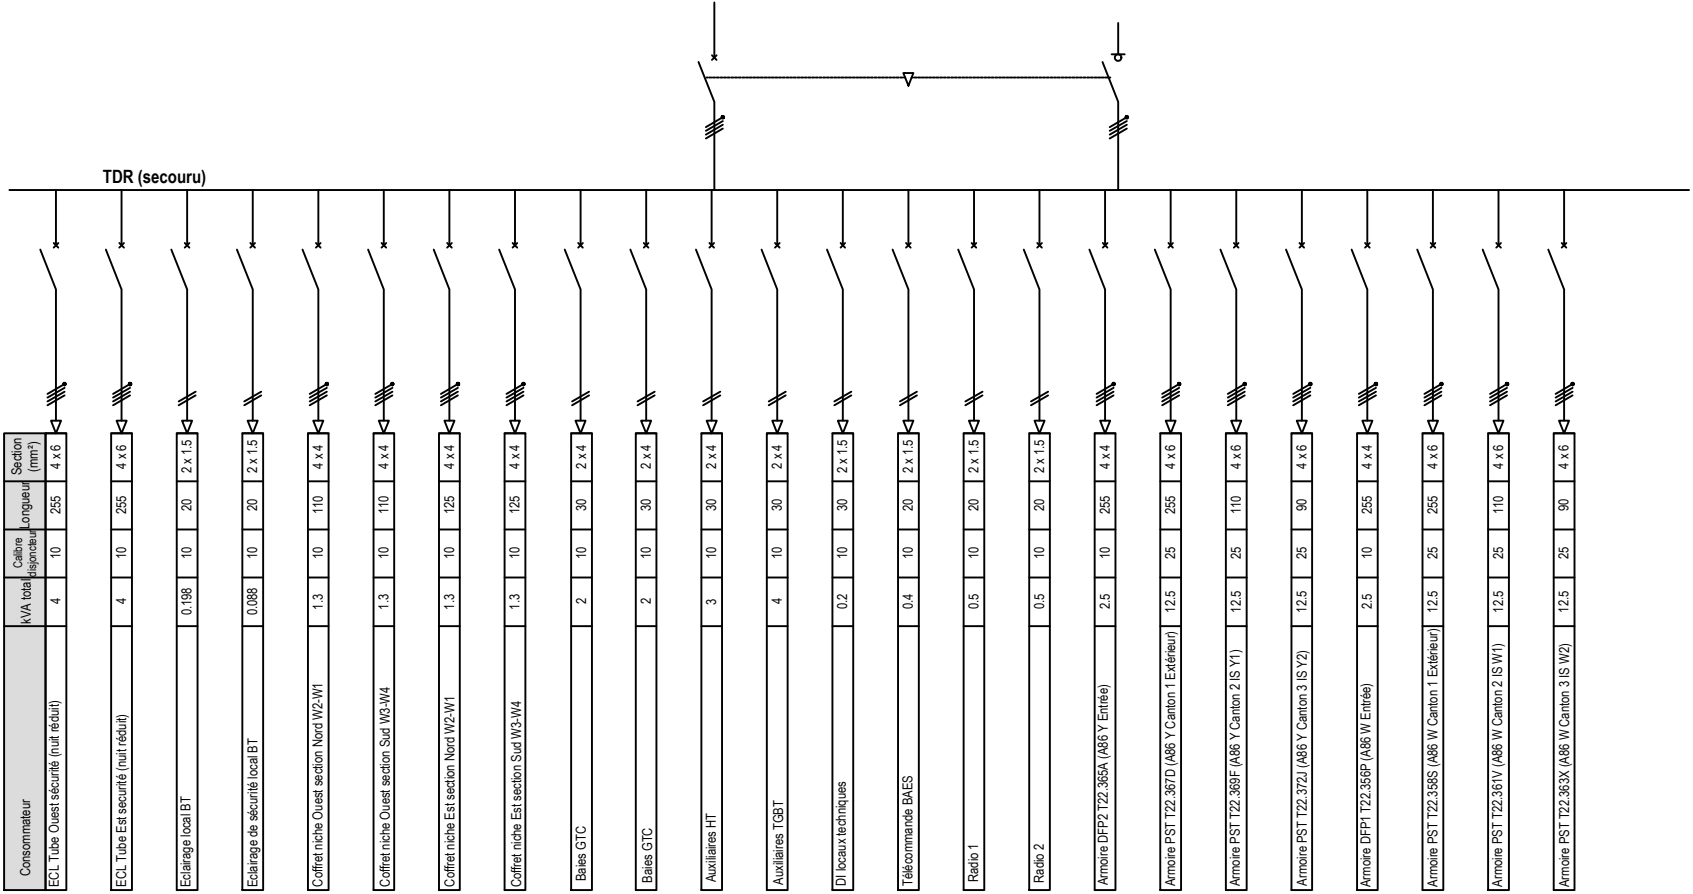 TDR (secouru)
Section (mm²) 4 x 6 4 x 6 2 x 1.5 2 x 1.5 4 x 4 4 x 4 4 x 4 4 x 4 2 x 4 2 x 4 2 x 4 2 x 4 2 x 1.5 2 x 1.5 2 x 1.5 2 x 1.5 4 x 4 4 x 6 4 x 6 4 x 6 4 x 4 4 x 6 4 x 6 4 x 6
Longueur 255 255 20 20 110 110 125 125 30 30 30 30 30 20 20 20 255 255 110 90 255 255 110 90
Calibre disjoncteur 10 10 10 10 10 10 10 10 10 10 10 10 10 10 10 10 10 25 25 25 10 25 25 25
kVA total 4 4 0.198 0.088 1.3 1.3 1.3 1.3 2 2 3 4 0.2 0.4 0.5 0.5 2.5 12.5 12.5 12.5 2.5 12.5 12.5 12.5
Consommateur
ECL Tube Ouest sécurité (nuit réduit)
ECL Tube Est securité (nuit réduit)
Eclairage local BT
Eclairage de sécurité local BT
Coffret niche Ouest section Nord W2-W1
Coffret niche Ouest section Sud W3-W4
Coffret niche Est section Nord W2-W1
Coffret niche Est section Sud W3-W4
Baies GTC
Baies GTC
Auxiliaires HT
Auxiliaires TGBT
DI locaux techniques
Télécommande BAES
Radio 1
Radio 2
Armoire DFP2 T22.365A (A86 Y Entrée)
Armoire PST T22.367D (A86 Y Canton 1 Extérieur)
Armoire PST T22.369F (A86 Y Canton 2 IS Y1)
Armoire PST T22.372J (A86 Y Canton 3 IS Y2)
Armoire DFP1 T22.356P (A86 W Entrée)
Armoire PST T22.358S (A86 W Canton 1 Extérieur)
Armoire PST T22.361V (A86 W Canton 2 IS W1)
Armoire PST T22.363X (A86 W Canton 3 IS W2)